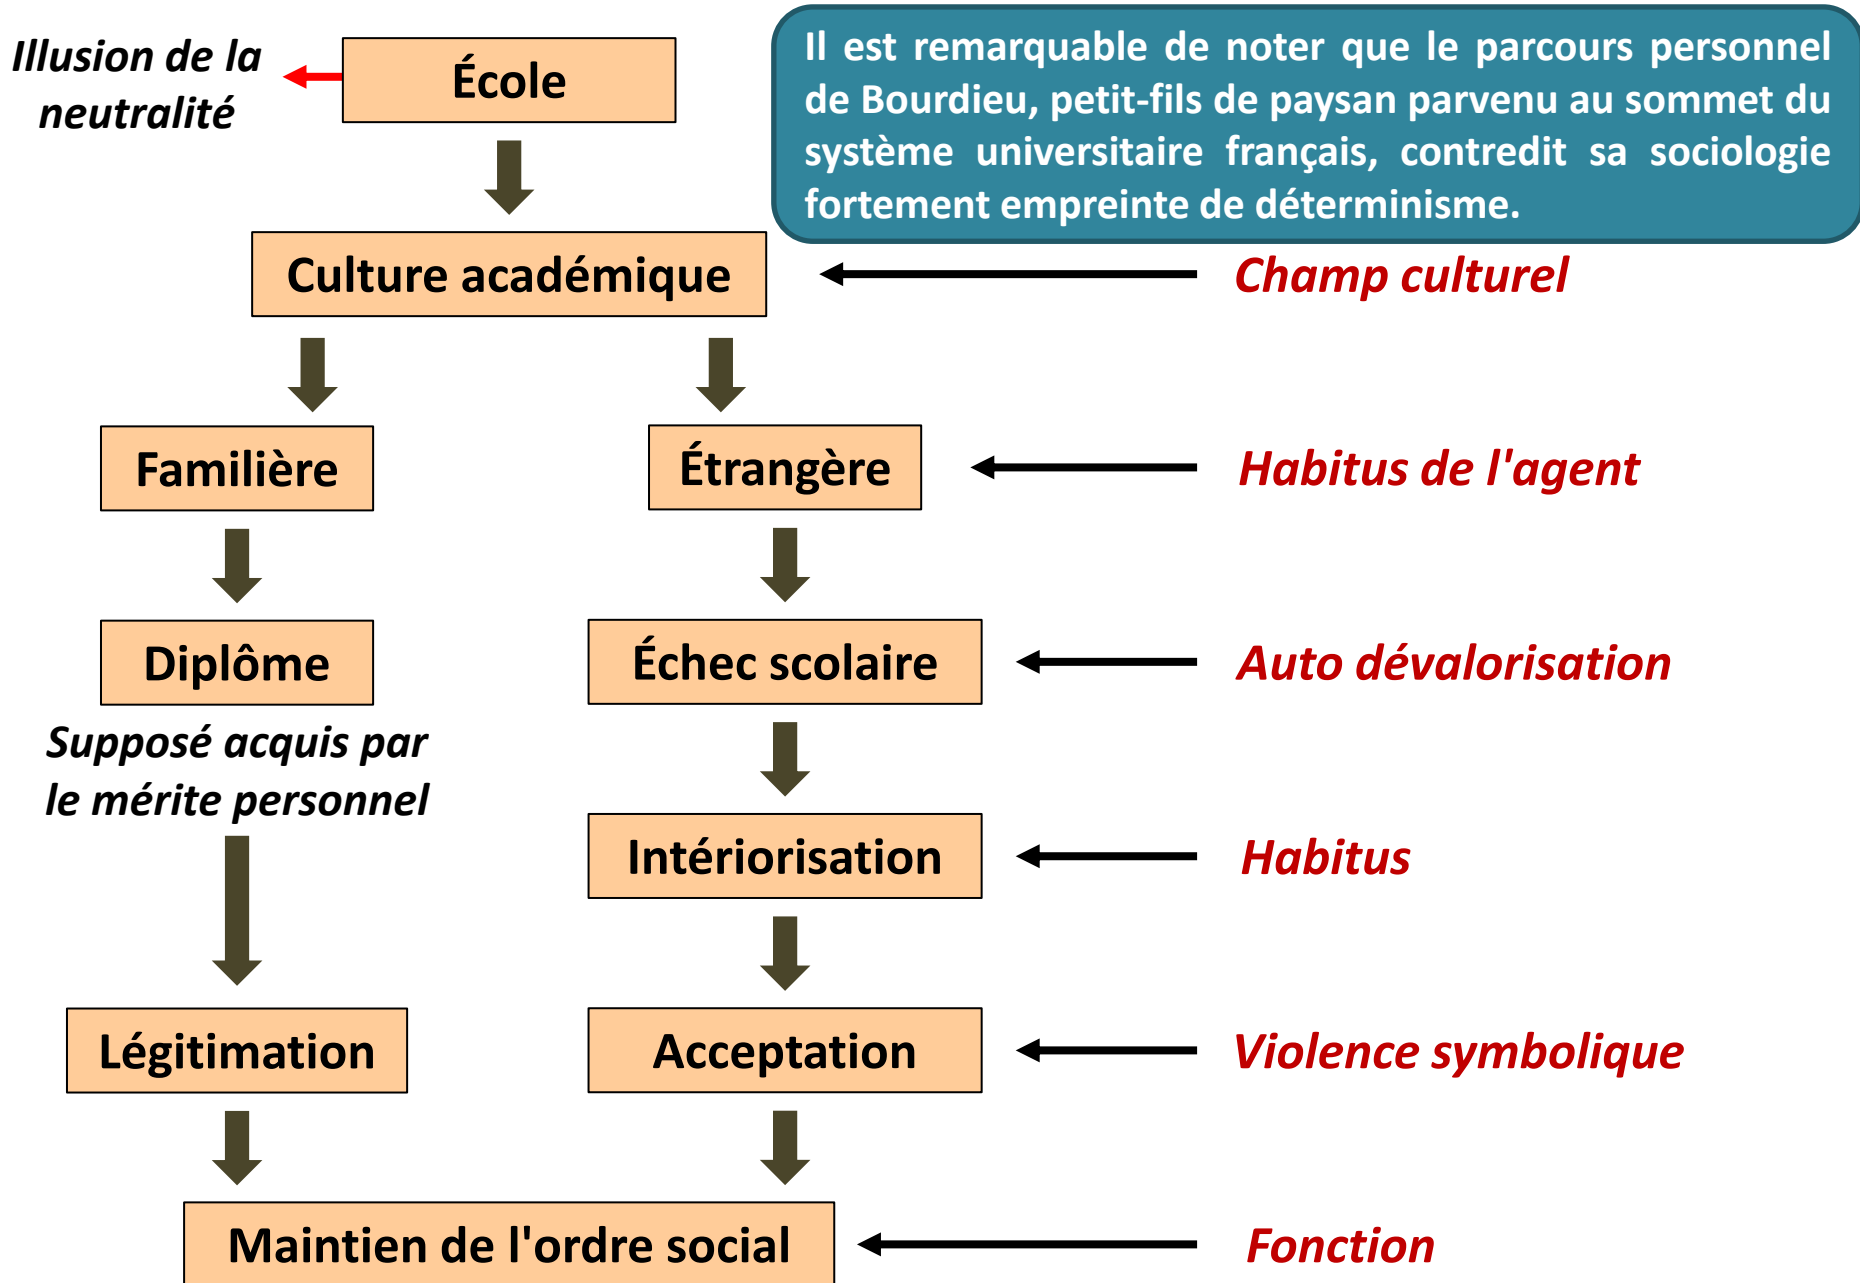 Illusion de la
neutralité
École
Il est remarquable de noter que le parcours personnel
de Bourdieu, petit-fils de paysan parvenu au sommet du
système universitaire français, contredit sa sociologie
fortement empreinte de déterminisme.
Culture académique
Champ culturel
Familière
Étrangère
Habitus de l'agent
Diplôme
Échec scolaire
Auto dévalorisation
Supposé acquis par
le mérite personnel
Intériorisation
Habitus
Légitimation
Acceptation
Violence symbolique
Maintien de l'ordre social
Fonction